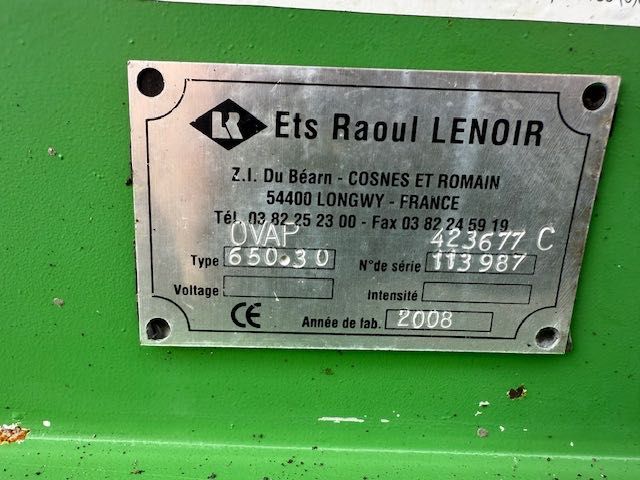 R Ets Raoul LENOIR
Z.I. Du Béarn - COSNES ET ROMAIN
54400 LONGWY - FRANCE
Tél. 03 82 25 23 00 - Fax 03 82 24 59 19
OVAP 423677 C
Type 650.30 N°de série 113987
Voltage Intensité
CE Année de fab. 2008